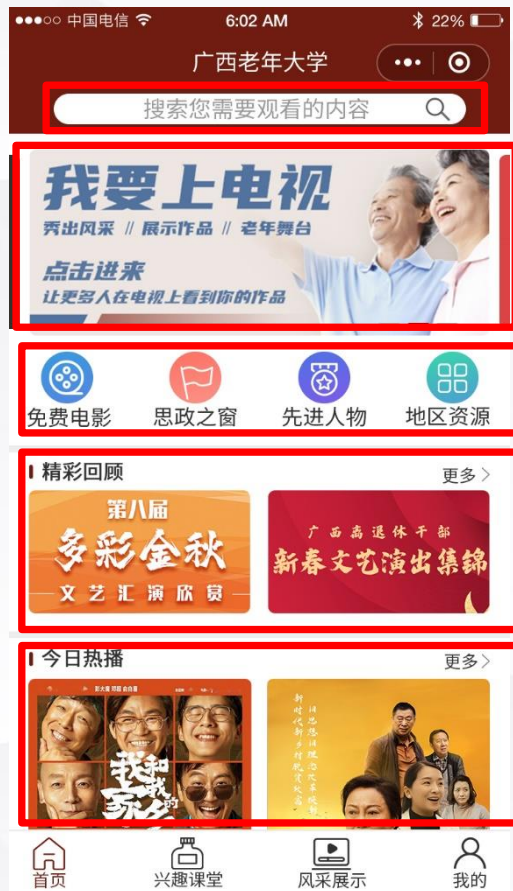 中国电信 6:02 AM 22%
广西老年大学
搜索您需要观看的内容
我要上电视
秀出风采 // 展示作品 // 老年舞台
点击进来
让更多人在电视上看到你的作品
免费电影 思政之窗 先进人物 地区资源
精彩回顾 更多
第八届
多彩金秋
文艺汇演欣赏
广西离退休干部
新春文艺演出集锦
今日热播 更多
我和我的家乡
首页 兴趣课堂 风采展示 我的